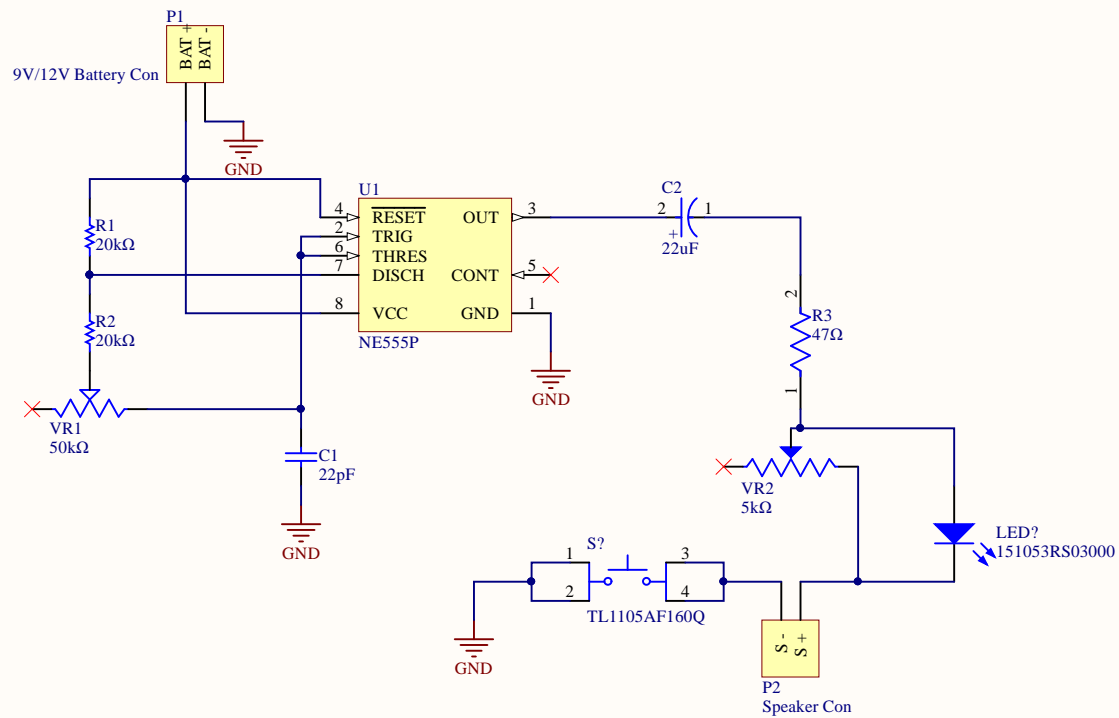 P1
BAT +
BAT -
9V/12V Battery Con
GND
U1
4
RESET
OUT
3
2
TRIG
6
THRES
7
DISCH
CONT
5
8
VCC
GND
1
NE555P
GND
R1
20kΩ
R2
20kΩ
VR1
50kΩ
C1
22pF
GND
C2
2
1
+
22uF
2
R3
47Ω
1
VR2
5kΩ
LED?
151053RS03000
S?
1
3
2
4
TL1105AF160Q
GND
S -
S +
P2
Speaker Con